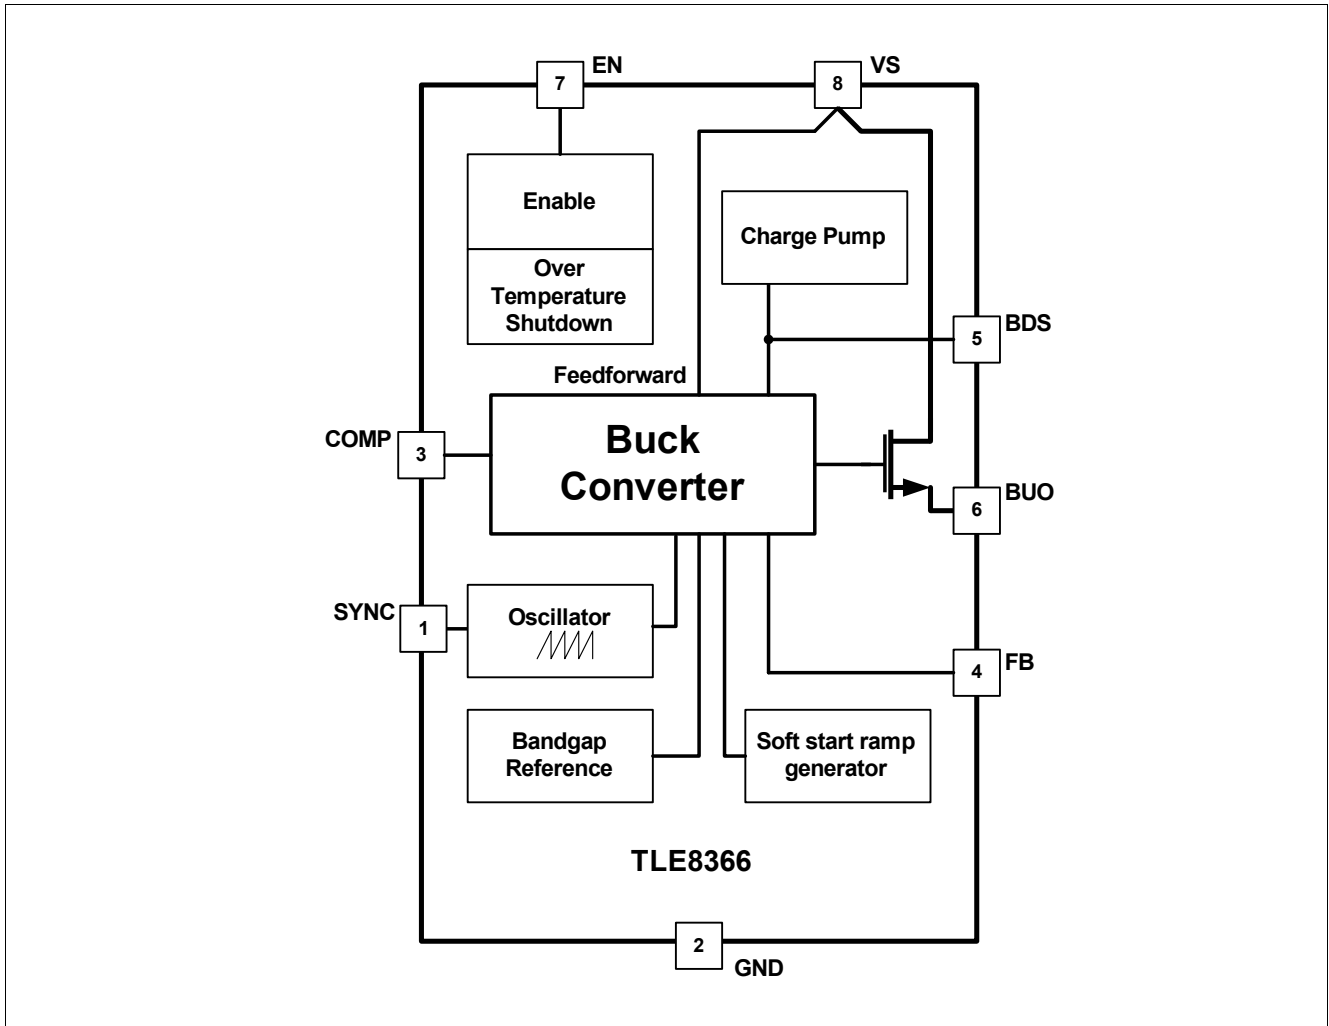 EN
VS
7
8
Enable
Charge Pump
Over
Temperature
Shutdown
BDS
5
Feedforward
COMP
3
Buck
Converter
BUO
6
SYNC
1
Oscillator
FB
4
Bandgap
Reference
Soft start ramp
generator
TLE8366
2
GND